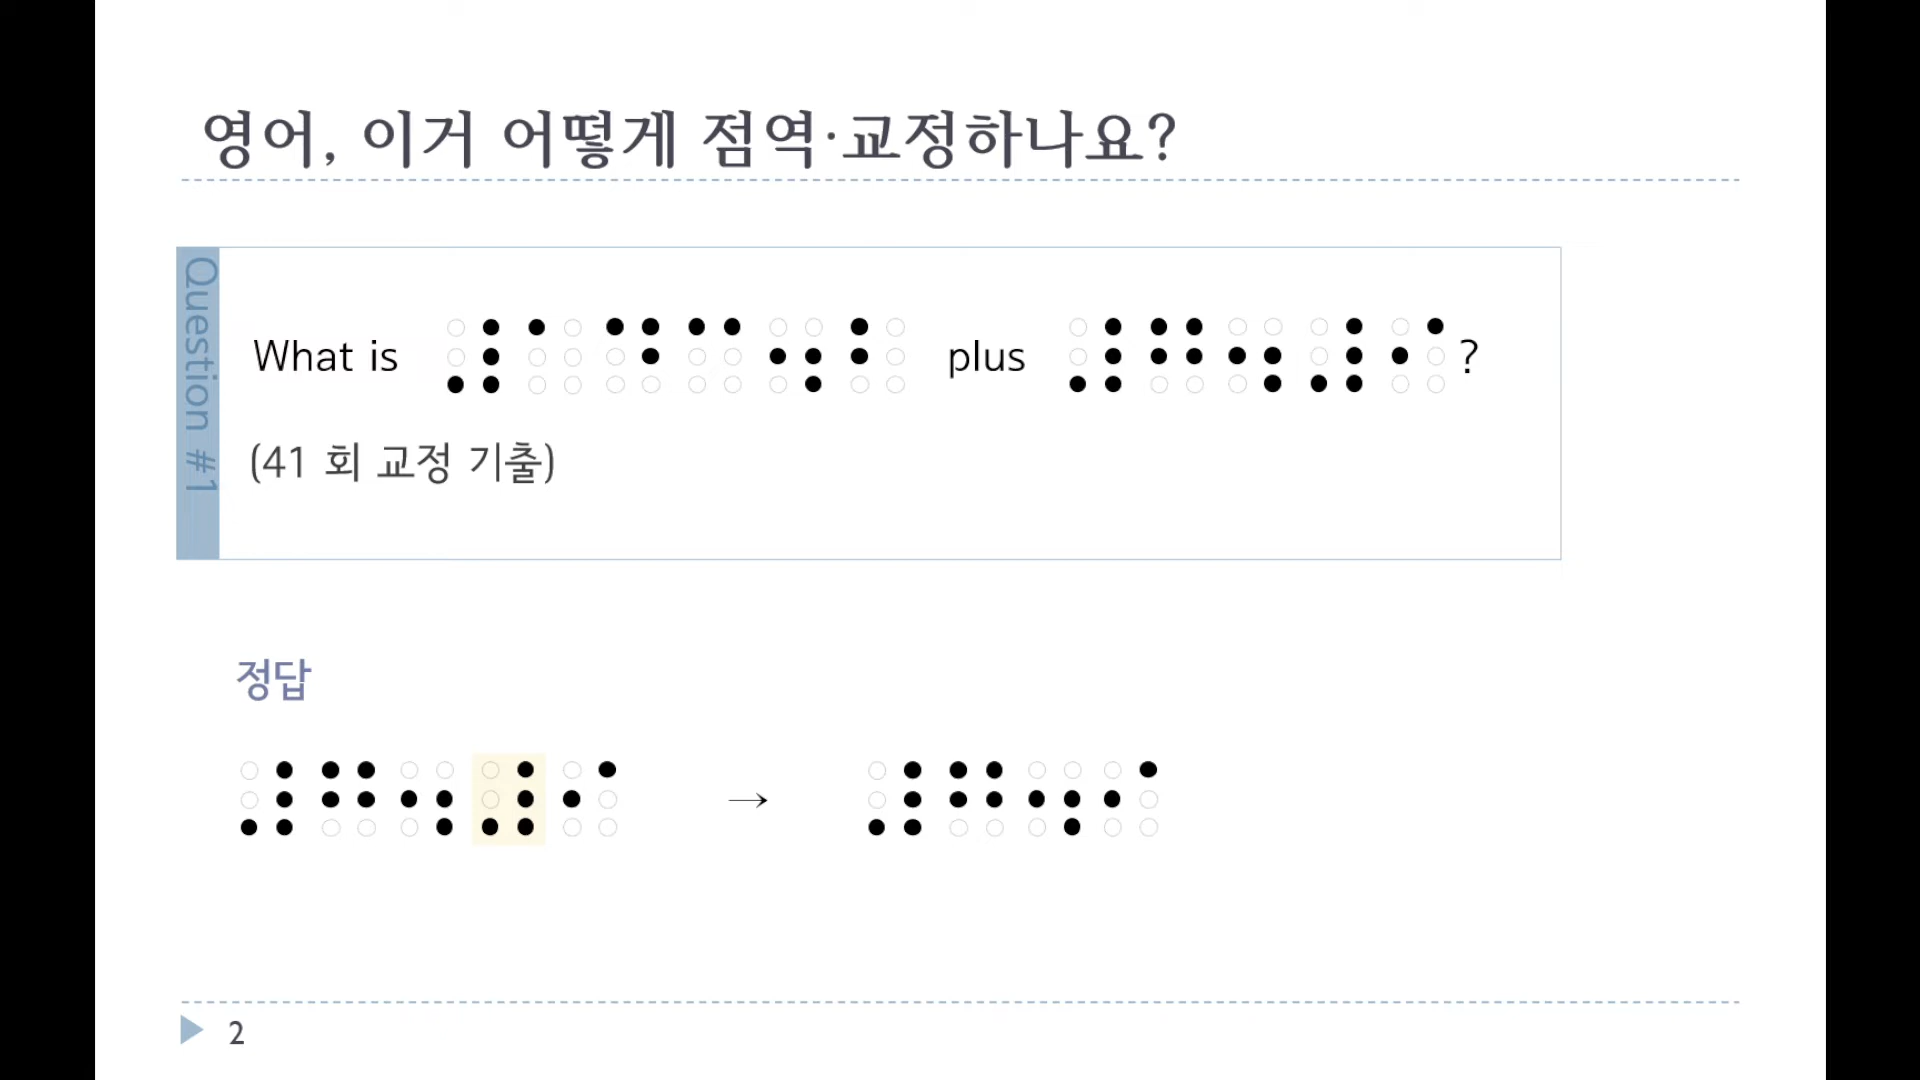 영어, 이거 어떻게 점역·교정하나요?
Question #1
What is ⠼⠁⠙⠉⠲⠃ plus ⠼⠛⠲⠼⠊ ?
(41 회 교정 기출)
정답
⠼⠛⠲⠼⠊ → ⠼⠛⠲⠊
2